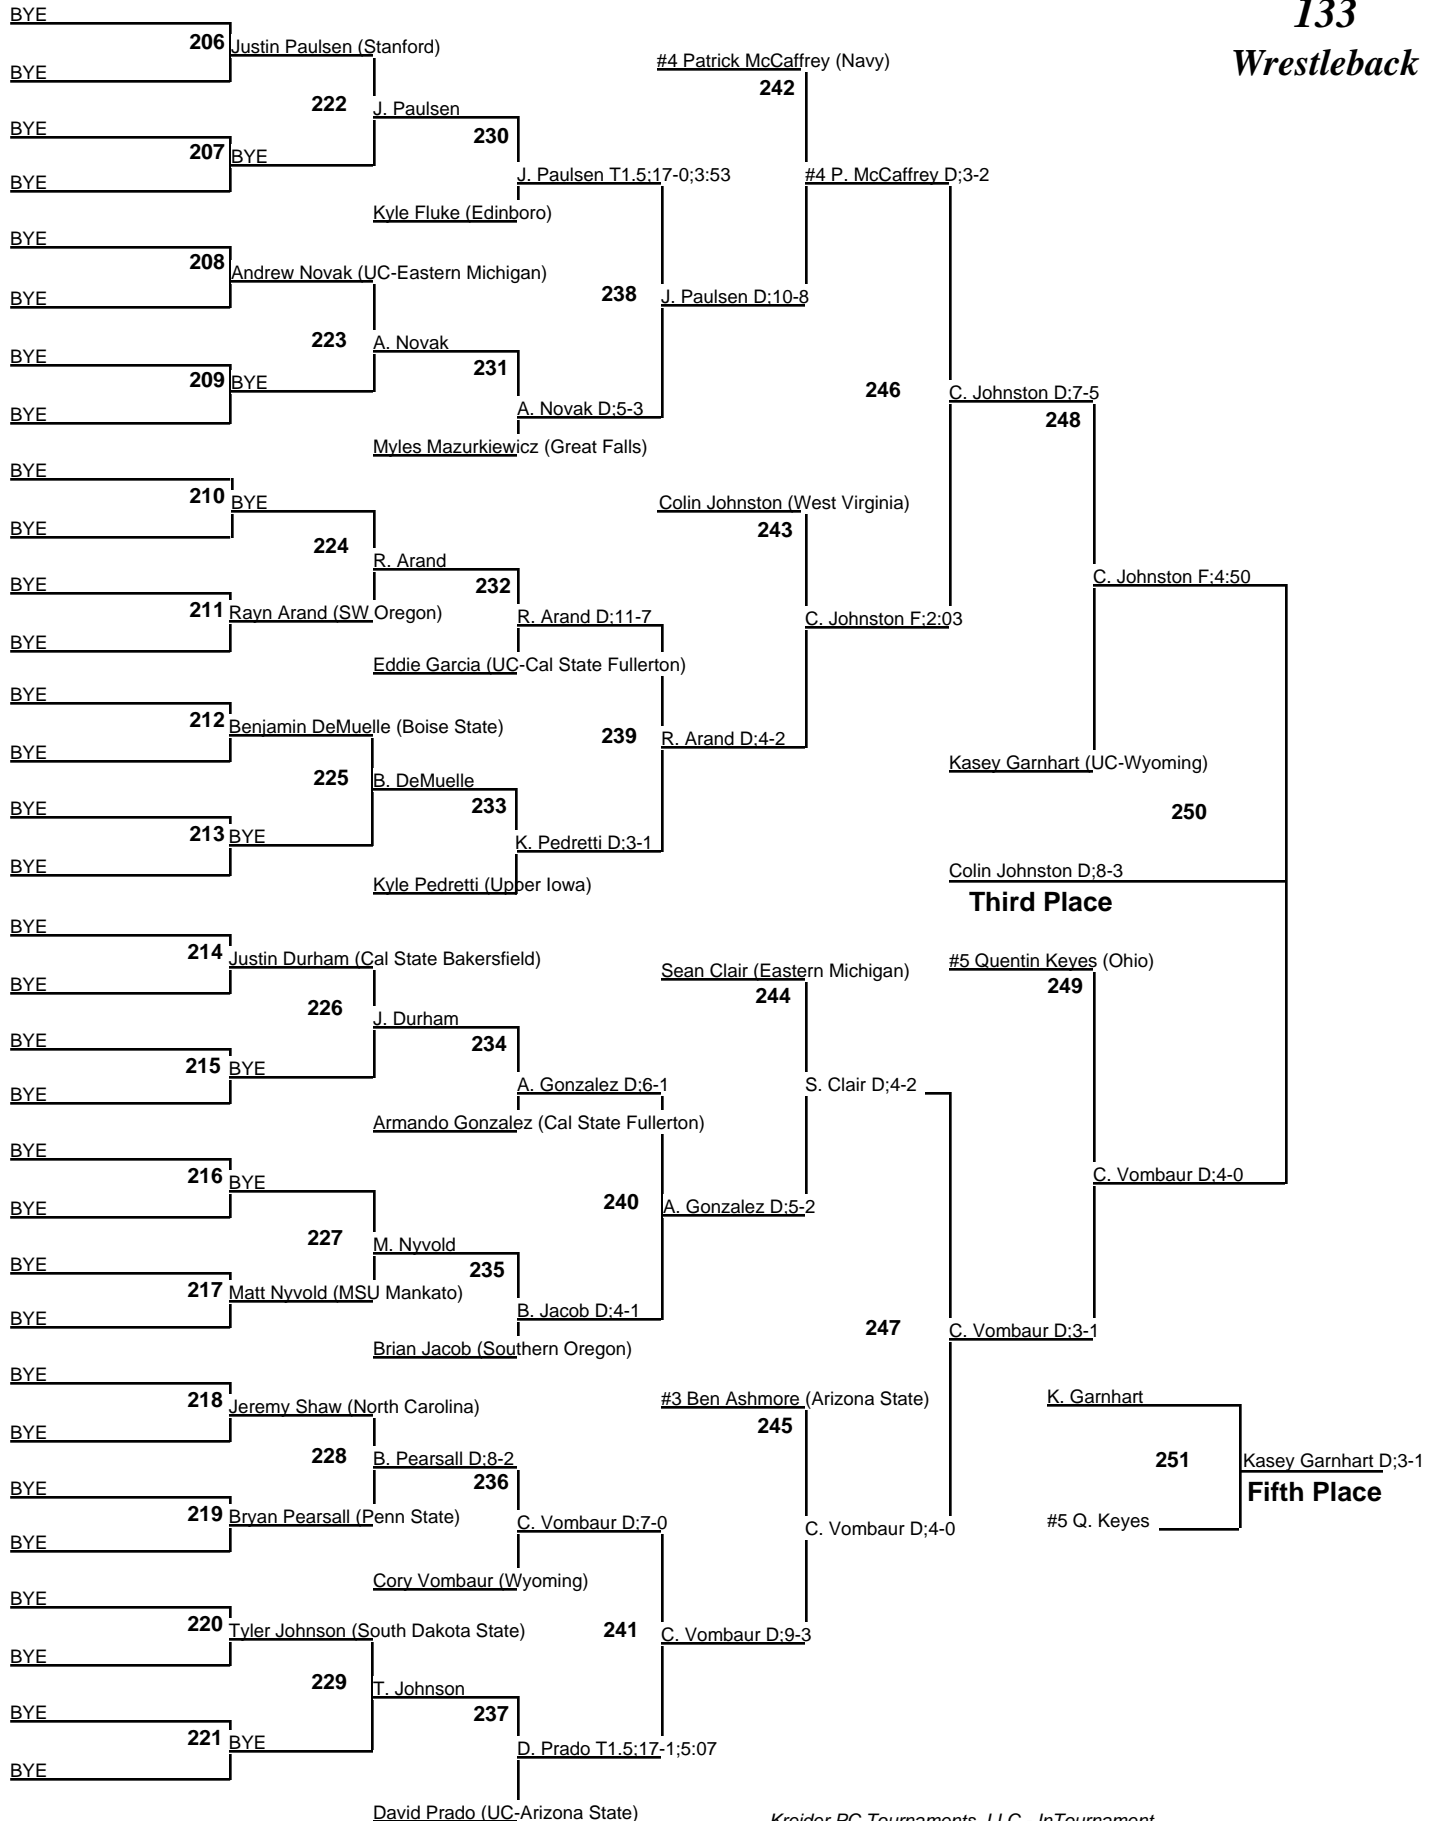 133
Wrestleback
BYE
206
Justin Paulsen (Stanford)
BYE
222
J. Paulsen
BYE
207
BYE
BYE
230
J. Paulsen T1.5;17-0;3:53
Kyle Fluke (Edinboro)
BYE
208
Andrew Novak (UC-Eastern Michigan)
BYE
223
A. Novak
BYE
209
BYE
BYE
231
A. Novak D;5-3
Myles Mazurkiewicz (Great Falls)
238
J. Paulsen D;10-8
#4 Patrick McCaffrey (Navy)
242
#4 P. McCaffrey D;3-2
BYE
210
BYE
BYE
224
R. Arand
BYE
211
Rayn Arand (SW Oregon)
BYE
232
R. Arand D;11-7
Eddie Garcia (UC-Cal State Fullerton)
BYE
212
Benjamin DeMuelle (Boise State)
BYE
225
B. DeMuelle
BYE
213
BYE
BYE
233
K. Pedretti D;3-1
Kyle Pedretti (Upper Iowa)
239
R. Arand D;4-2
Colin Johnston (West Virginia)
243
C. Johnston F;2:03
246
C. Johnston D;7-5
248
C. Johnston F;4:50
Kasey Garnhart (UC-Wyoming)
250
Colin Johnston D;8-3
Third Place
BYE
214
Justin Durham (Cal State Bakersfield)
BYE
226
J. Durham
BYE
215
BYE
BYE
234
A. Gonzalez D;6-1
Armando Gonzalez (Cal State Fullerton)
BYE
216
BYE
BYE
227
M. Nyvold
BYE
217
Matt Nyvold (MSU Mankato)
BYE
235
B. Jacob D;4-1
Brian Jacob (Southern Oregon)
240
A. Gonzalez D;5-2
Sean Clair (Eastern Michigan)
244
S. Clair D;4-2
#5 Quentin Keyes (Ohio)
249
C. Vombaur D;4-0
247
C. Vombaur D;3-1
BYE
218
Jeremy Shaw (North Carolina)
BYE
228
B. Pearsall D;8-2
BYE
219
Bryan Pearsall (Penn State)
BYE
236
C. Vombaur D;7-0
Cory Vombaur (Wyoming)
BYE
220
Tyler Johnson (South Dakota State)
BYE
229
T. Johnson
BYE
221
BYE
BYE
237
D. Prado T1.5;17-1;5:07
David Prado (UC-Arizona State)
241
C. Vombaur D;9-3
#3 Ben Ashmore (Arizona State)
245
C. Vombaur D;4-0
K. Garnhart
251
Kasey Garnhart D;3-1
Fifth Place
#5 Q. Keyes
Kreider PC Tournaments, LLC - InTournament